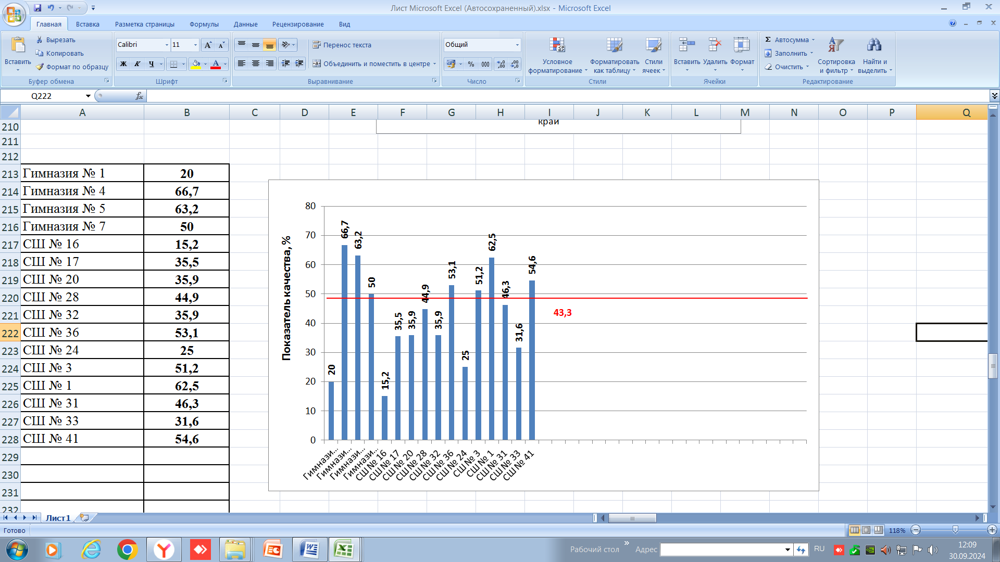 Лист Microsoft Excel (Автосохраненный).xlsx - Microsoft Excel
Главная
Вставка
Разметка страницы
Формулы
Данные
Рецензирование
Вид
Вставить
Вырезать
Копировать
Формат по образцу
Буфер обмена
Calibri
11
Ж К Ч
Шрифт
Перенос текста
Объединить и поместить в центре
Выравнивание
Общий
% 000
Число
Условное форматирование
Форматировать как таблицу
Стили ячеек
Стили
Вставить
Удалить
Формат
Ячейки
Σ Автосумма
Заполнить
Очистить
Сортировка и фильтр
Найти и выделить
Редактирование
Q222
fx
A B C D E F G H I J K L M N O P Q
210
край
211
212
213 Гимназия № 1 20
214 Гимназия № 4 66,7
215 Гимназия № 5 63,2
216 Гимназия № 7 50
217 СШ № 16 15,2
218 СШ № 17 35,5
219 СШ № 20 35,9
220 СШ № 28 44,9
221 СШ № 32 35,9
222 СШ № 36 53,1
223 СШ № 24 25
224 СШ № 3 51,2
225 СШ № 1 62,5
226 СШ № 31 46,3
227 СШ № 33 31,6
228 СШ № 41 54,6
229
230
231
232
Показатель качества, %
80
70
60
50
40
30
20
10
0
20
66,7
63,2
50
15,2
35,5
35,9
44,9
35,9
53,1
25
51,2
62,5
46,3
31,6
54,6
43,3
Гимнази...
Гимнази...
Гимнази...
Гимнази...
СШ № 16
СШ № 17
СШ № 20
СШ № 28
СШ № 32
СШ № 36
СШ № 24
СШ № 3
СШ № 1
СШ № 31
СШ № 33
СШ № 41
Лист1
Готово
118%
Рабочий стол
Адрес
RU
12:09
30.09.2024